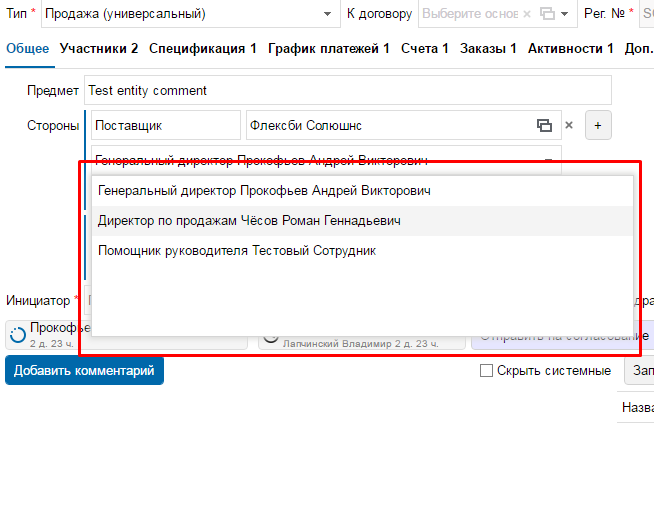 Тип * Продажа (универсальный) К договору Выберите основ Рег. №
Общее Участники 2 Спецификация 1 График платежей 1 Счета 1 Заказы 1 Активности 1 Доп.
Предмет Test entity comment
Стороны Поставщик Флексби Солюшнс × +
Генеральный директор Прокофьев Андрей Викторович
Генеральный директор Прокофьев Андрей Викторович
Директор по продажам Чёсов Роман Геннадьевич
Помощник руководителя Тестовый Сотрудник
Инициатор *
Прокофье Отправить на согласование
2 д. 23 ч. Лапчинский Владимир 2 д. 23 ч.
Добавить комментарий Скрыть системные Зап
Назва